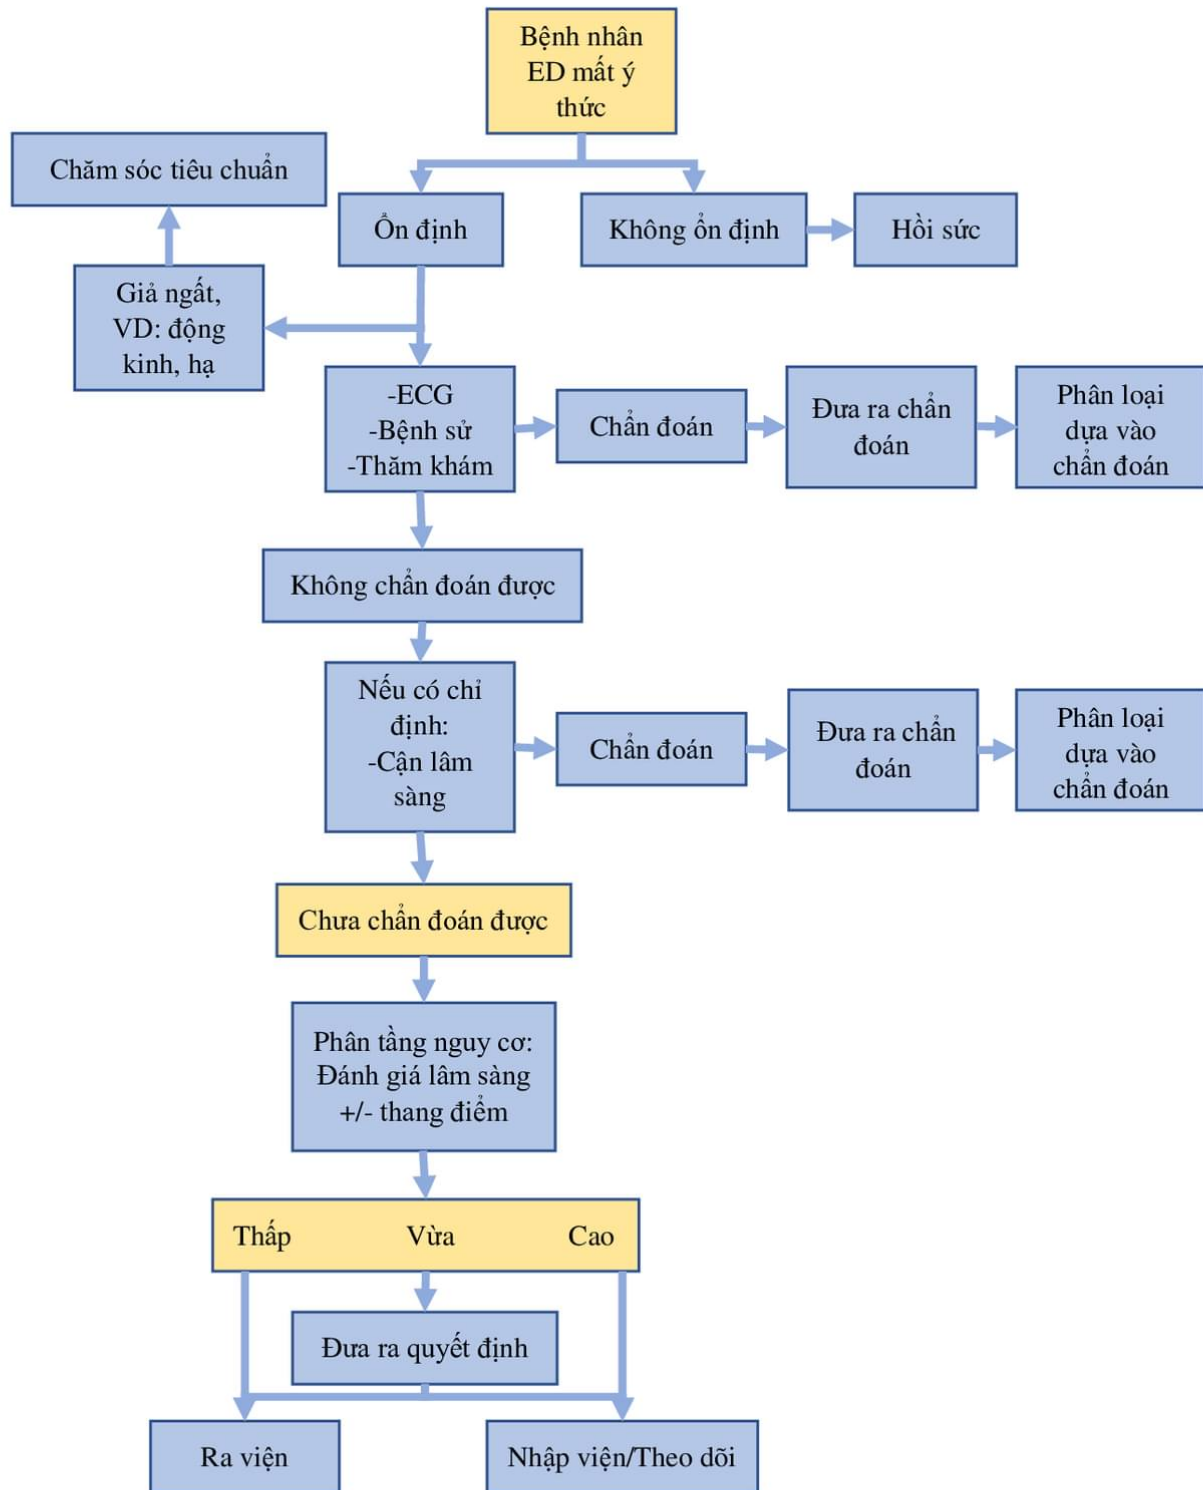 Bệnh nhân
ED mất ý
thức
Chăm sóc tiêu chuẩn
Ổn định
Không ổn định
Hồi sức
Giả ngất,
VD: động
kinh, hạ
-ECG
-Bệnh sử
-Thăm khám
Chẩn đoán
Đưa ra chẩn
đoán
Phân loại
dựa vào
chẩn đoán
Không chẩn đoán được
Nếu có chỉ
định:
-Cận lâm
sàng
Chẩn đoán
Đưa ra chẩn
đoán
Phân loại
dựa vào
chẩn đoán
Chưa chẩn đoán được
Phân tầng nguy cơ:
Đánh giá lâm sàng
+/- thang điểm
Thấp Vừa Cao
Đưa ra quyết định
Ra viện
Nhập viện/Theo dõi